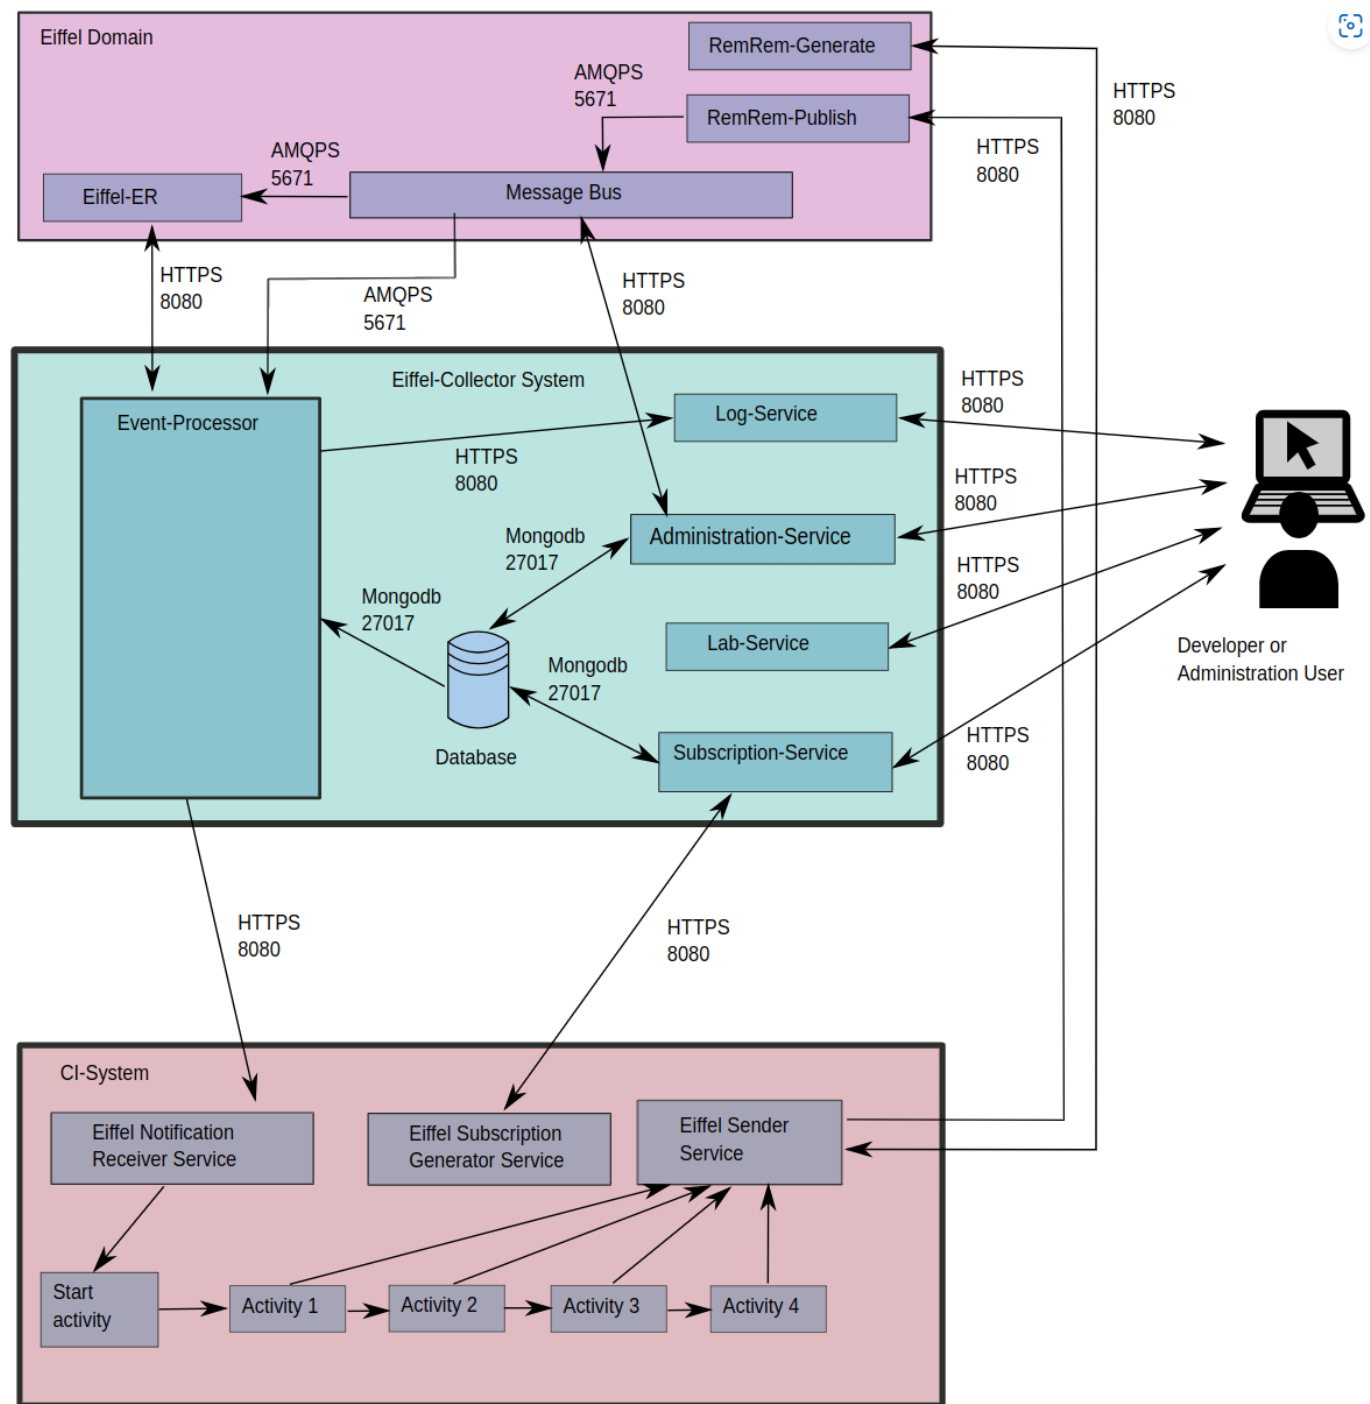 Eiffel Domain
RemRem-Generate
AMQPS
5671
HTTPS
8080
RemRem-Publish
HTTPS
8080
AMQPS
5671
Eiffel-ER
Message Bus
HTTPS
8080
AMQPS
5671
HTTPS
8080
Eiffel-Collector System
Event-Processor
Log-Service
HTTPS
8080
HTTPS
8080
HTTPS
8080
Mongodb
27017
Administration-Service
HTTPS
8080
Mongodb
27017
Lab-Service
Mongodb
27017
Developer or
Administration User
Database
Subscription-Service
HTTPS
8080
HTTPS
8080
HTTPS
8080
CI-System
Eiffel Notification
Receiver Service
Eiffel Subscription
Generator Service
Eiffel Sender
Service
Start
activity
Activity 1
Activity 2
Activity 3
Activity 4